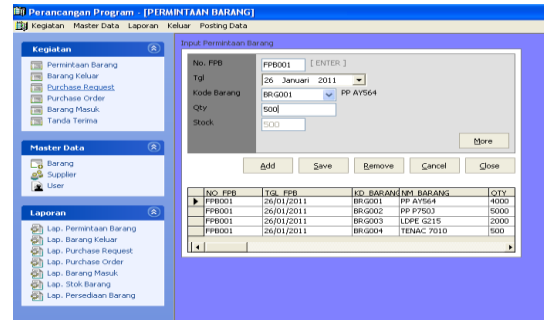 Perancangan Program - [PERMINTAAN BARANG]
Kegiatan Master Data Laporan Keluar Posting Data
Kegiatan
Permintaan Barang
Barang Keluar
Purchase Request
Purchase Order
Barang Masuk
Tanda Terima
Master Data
Barang
Supplier
User
Laporan
Lap. Permintaan Barang
Lap. Barang Keluar
Lap. Purchase Request
Lap. Purchase Order
Lap. Barang Masuk
Lap. Stok Barang
Lap. Persediaan Barang
Input Permintaan Barang
No. FPB FPB001 [ ENTER ]
Tgl 26 Januari 2011
Kode Barang BRG001 PP AY564
Qty 500
Stock 500
More
Add Save Remove Cancel Close
NO_FPB TGL_FPB KD_BARANG NM_BARANG QTY
FPB001 26/01/2011 BRG001 PP AY564 4000
FPB001 26/01/2011 BRG002 PP P750J 5000
FPB001 26/01/2011 BRG003 LDPE G215 2000
FPB001 26/01/2011 BRG004 TENAC 7010 500